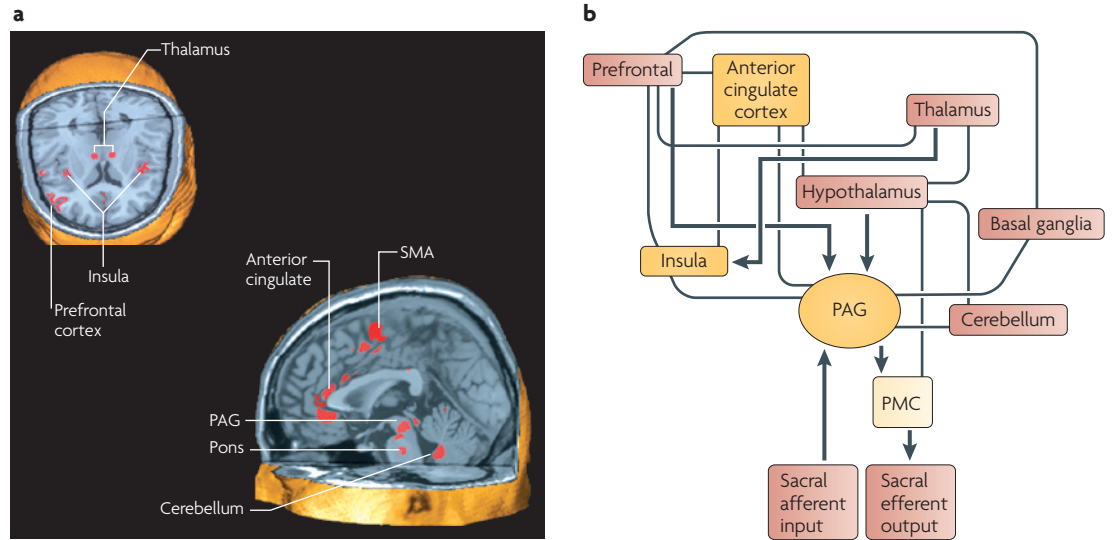 a
Thalamus
Insula
Prefrontal
cortex
Anterior
cingulate
SMA
PAG
Pons
Cerebellum
b
Prefrontal
Anterior
cingulate
cortex
Thalamus
Hypothalamus
Basal ganglia
Insula
PAG
Cerebellum
PMC
Sacral
afferent
input
Sacral
efferent
output